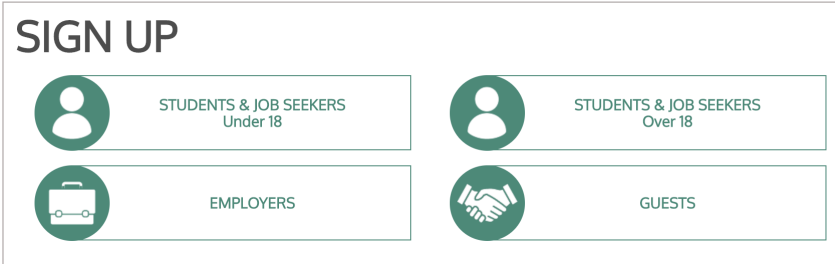 SIGN UP
STUDENTS & JOB SEEKERS
Under 18
STUDENTS & JOB SEEKERS
Over 18
EMPLOYERS
GUESTS